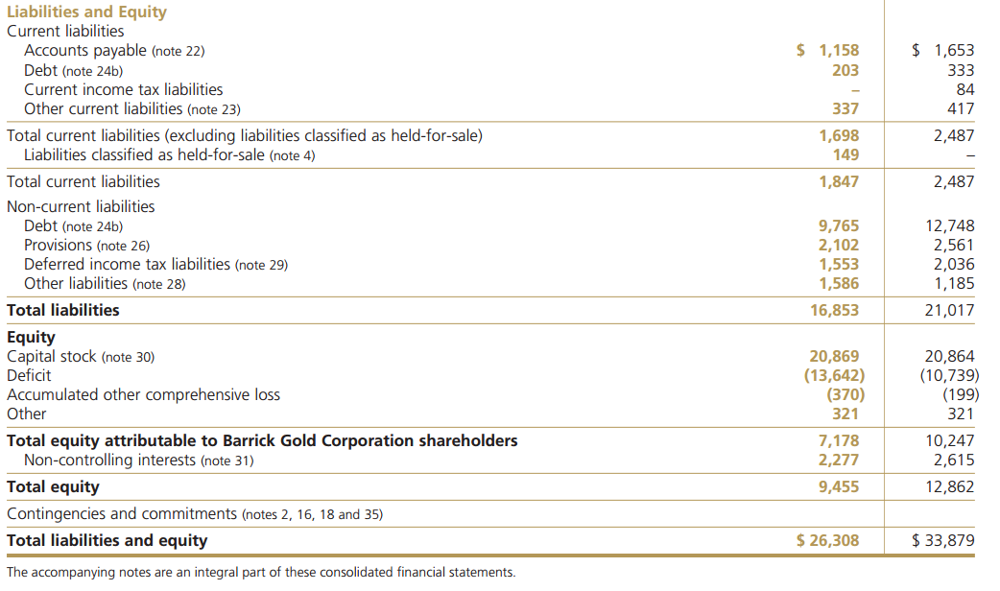 Liabilities and Equity
Current liabilities
Accounts payable (note 22) $ 1,158 $ 1,653
Debt (note 24b) 203 333
Current income tax liabilities – 84
Other current liabilities (note 23) 337 417
Total current liabilities (excluding liabilities classified as held-for-sale) 1,698 2,487
Liabilities classified as held-for-sale (note 4) 149 –
Total current liabilities 1,847 2,487
Non-current liabilities
Debt (note 24b) 9,765 12,748
Provisions (note 26) 2,102 2,561
Deferred income tax liabilities (note 29) 1,553 2,036
Other liabilities (note 28) 1,586 1,185
Total liabilities 16,853 21,017
Equity
Capital stock (note 30) 20,869 20,864
Deficit (13,642) (10,739)
Accumulated other comprehensive loss (370) (199)
Other 321 321
Total equity attributable to Barrick Gold Corporation shareholders 7,178 10,247
Non-controlling interests (note 31) 2,277 2,615
Total equity 9,455 12,862
Contingencies and commitments (notes 2, 16, 18 and 35)
Total liabilities and equity $ 26,308 $ 33,879
The accompanying notes are an integral part of these consolidated financial statements.